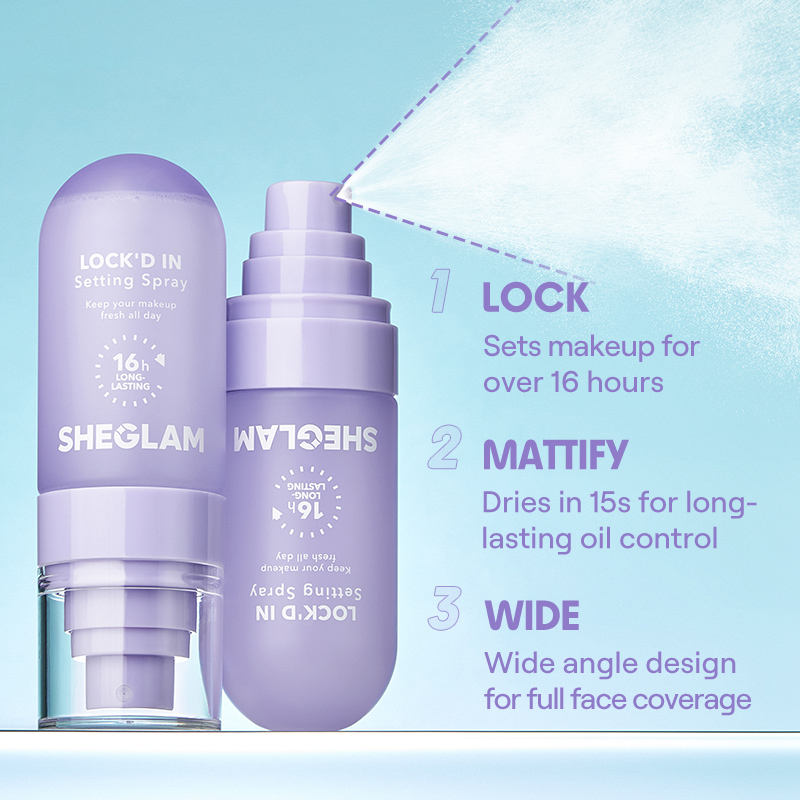 LOCK'D IN
Setting Spray
Keep your makeup
fresh all day
16h
LONG-
LASTING
SHEGLAM
SHEGLAM
16h
LONG-
LASTING
Keep your makeup
fresh all day
Setting Spray
LOCK'D IN
1 LOCK
Sets makeup for
over 16 hours
2 MATTIFY
Dries in 15s for long-
lasting oil control
3 WIDE
Wide angle design
for full face coverage